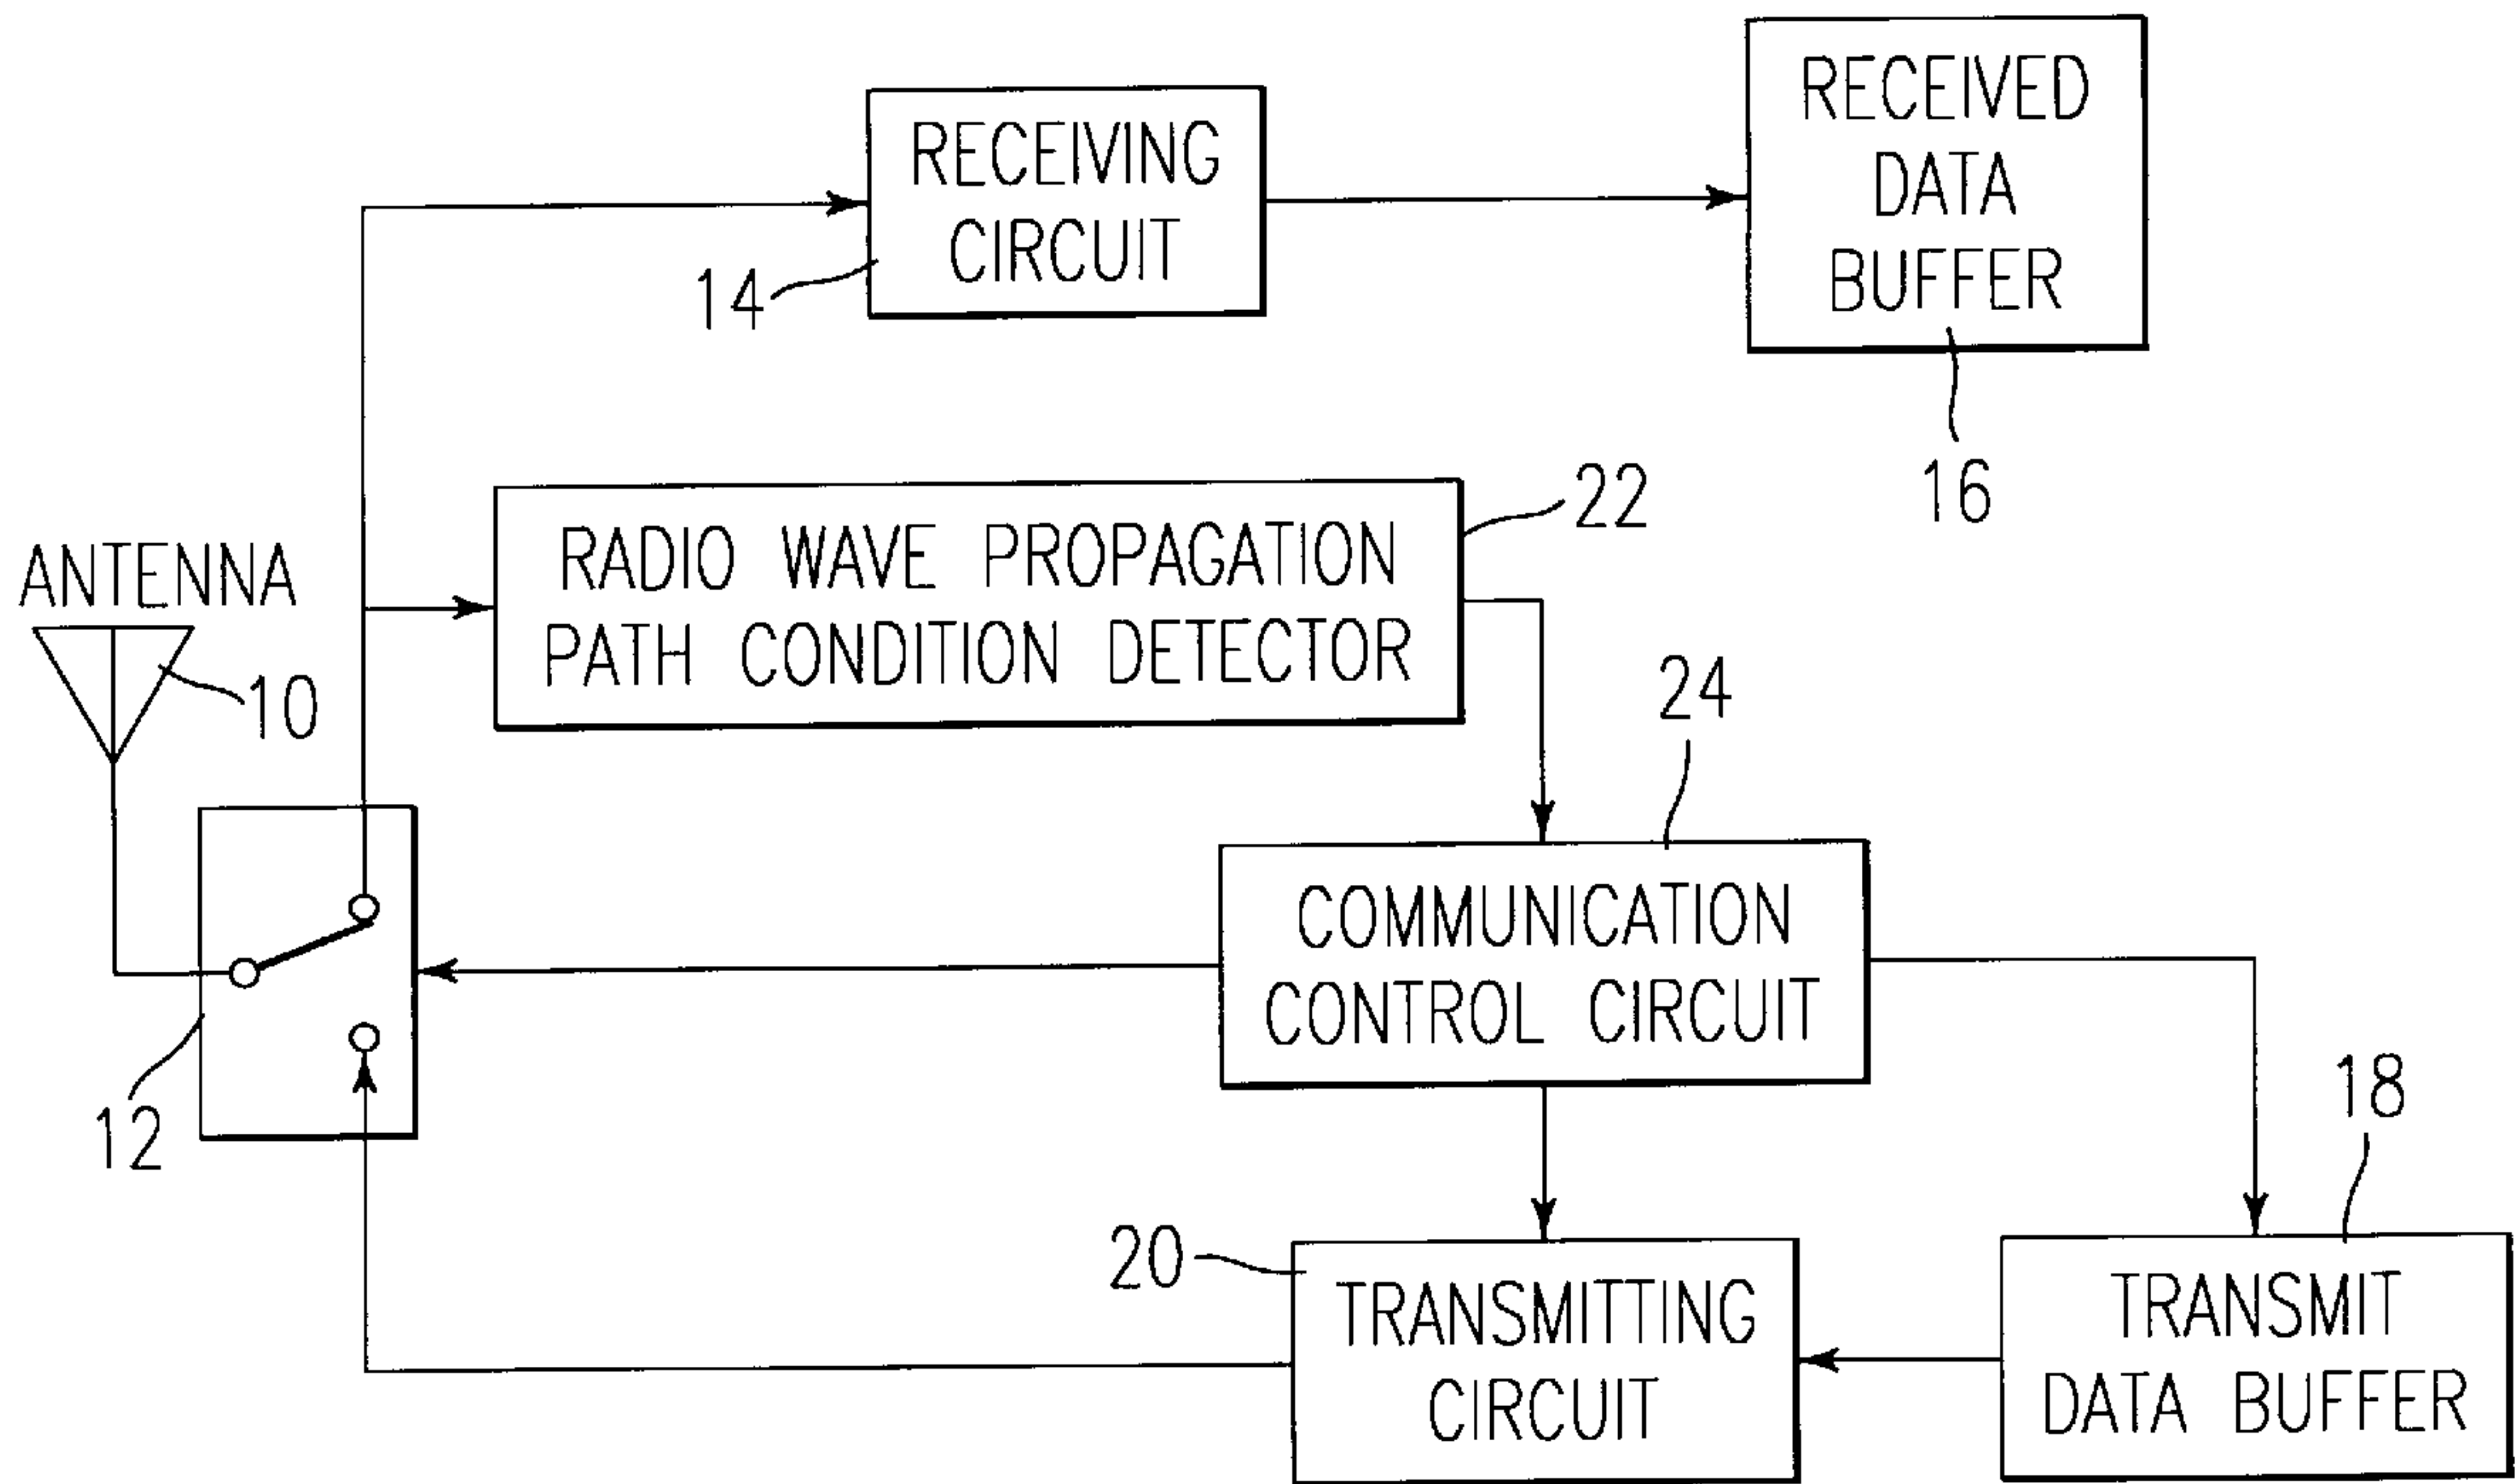 RECEIVED
DATA
BUFFER
16
RECEIVING
CIRCUIT
14
RADIO WAVE PROPAGATION
PATH CONDITION DETECTOR
22
ANTENNA
10
24
COMMUNICATION
CONTROL CIRCUIT
12
18
20
TRANSMITTING
CIRCUIT
TRANSMIT
DATA BUFFER